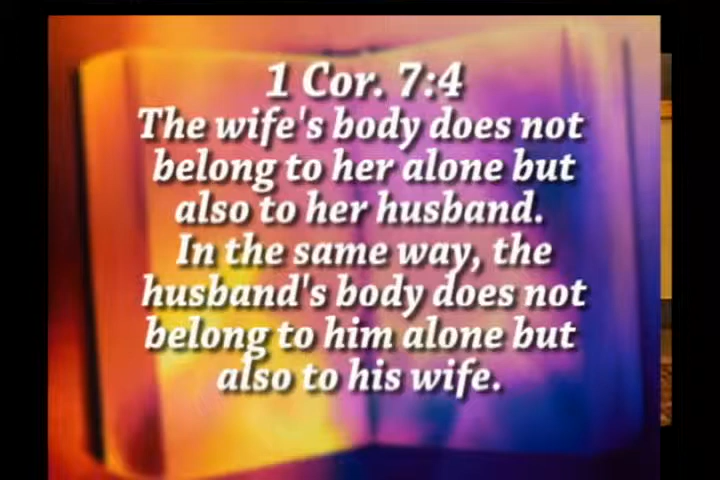 1 Cor. 7:4
The wife's body does not
belong to her alone but
also to her husband.
In the same way, the
husband's body does not
belong to him alone but
also to his wife.